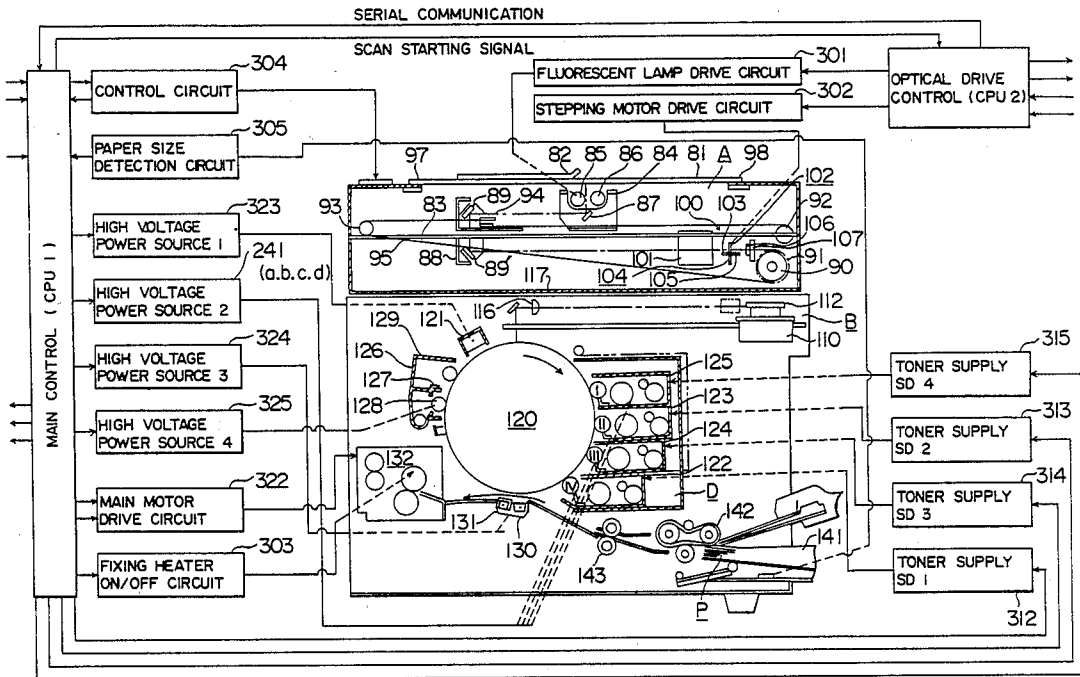 SERIAL COMMUNICATION
SCAN STARTING SIGNAL
MAIN CONTROL (CPU 1)
304
CONTROL CIRCUIT
305
PAPER SIZE
DETECTION CIRCUIT
323
HIGH VOLTAGE
POWER SOURCE 1
241
(a.b.c.d)
HIGH VOLTAGE
POWER SOURCE 2
324
HIGH VOLTAGE
POWER SOURCE 3
325
HIGH VOLTAGE
POWER SOURCE 4
322
MAIN MOTOR
DRIVE CIRCUIT
303
FIXING HEATER
ON/OFF CIRCUIT
301
FLUORESCENT LAMP DRIVE CIRCUIT
302
STEPPING MOTOR DRIVE CIRCUIT
OPTICAL DRIVE
CONTROL (CPU 2)
97
82
85
86
84
81
A
98
102
89
94
87
100
103
92
93
83
106
107
95
88
89
101
104
105
91
90
117
116
112
B
110
121
129
126
127
128
120
I
II
III
IV
125
123
124
122
D
132
131
130
143
142
141
P
315
TONER SUPPLY
SD 4
313
TONER SUPPLY
SD 2
314
TONER SUPPLY
SD 3
TONER SUPPLY
SD 1
312